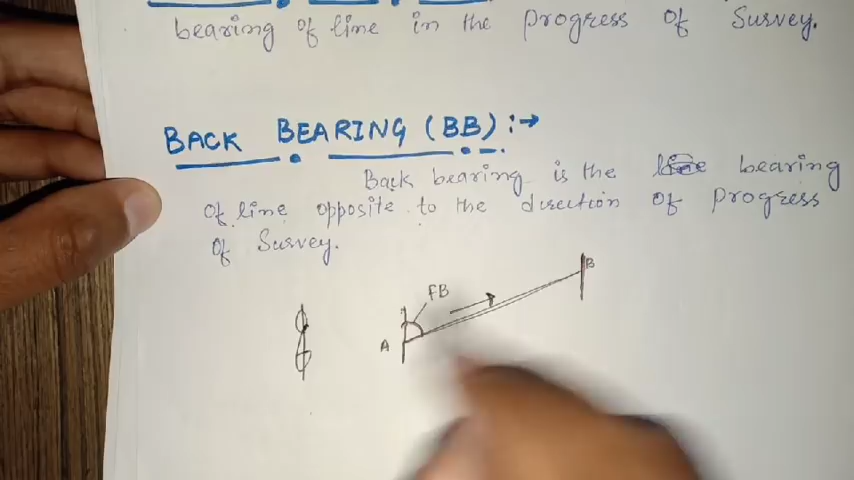 bearing of line in the progress of Survey.
BACK BEARING (BB) :→
Back bearing is the bearing
of line opposite to the direction of progress
of Survey.
FB
B
A